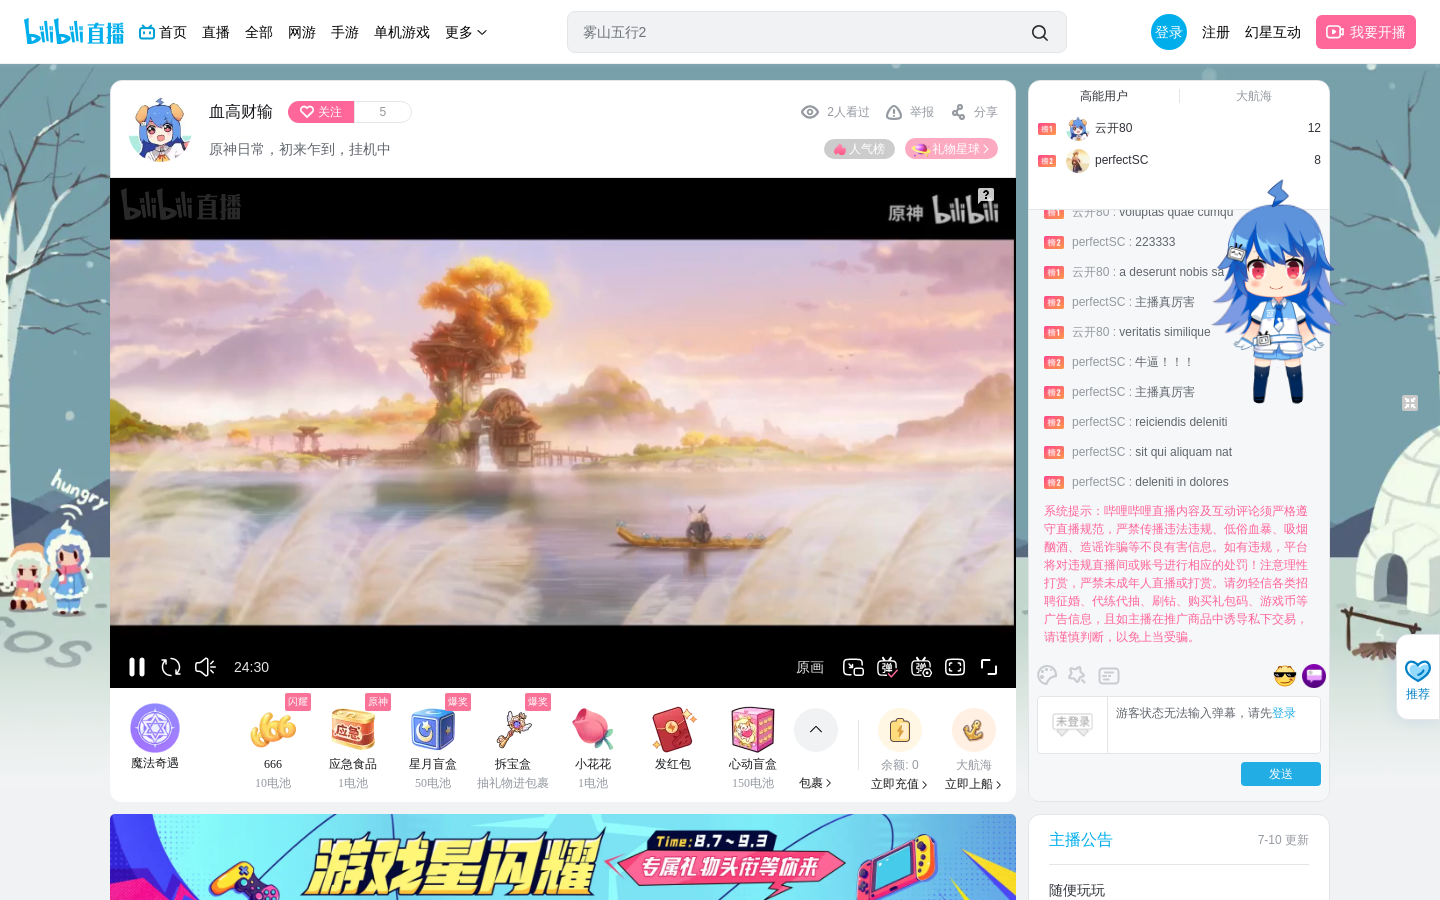 bilibili 直播
首页
直播
全部
网游
手游
单机游戏
更多
雾山五行2
登录
注册
幻星互动
我要开播
血高财输
关注
5
2人看过
举报
分享
原神日常，初来乍到，挂机中
人气榜
礼物星球
bilibili 直播
原神 bilibili
24:30
原画
魔法奇遇
闪耀
666
10电池
原神
应急
应急食品
1电池
爆奖
星月盲盒
50电池
爆奖
拆宝盒
抽礼物进包裹
小花花
1电池
发红包
心动盲盒
150电池
包裹
余额: 0
立即充值
大航海
立即上船
游戏星闪耀
Time:8.7~9.3
专属礼物头衔等你来
高能用户
大航海
榜1 云开80 12
榜2 perfectSC 8
榜1 云开80 : voluptas quae cumqu
榜2 perfectSC : 223333
榜1 云开80 : a deserunt nobis sa
榜2 perfectSC : 主播真厉害
榜1 云开80 : veritatis similique
榜2 perfectSC : 牛逼！！！
榜2 perfectSC : 主播真厉害
榜2 perfectSC : reiciendis deleniti
榜2 perfectSC : sit qui aliquam nat
榜2 perfectSC : deleniti in dolores
系统提示：哔哩哔哩直播内容及互动评论须严格遵
守直播规范，严禁传播违法违规、低俗血暴、吸烟
酗酒、造谣诈骗等不良有害信息。如有违规，平台
将对违规直播间或账号进行相应的处罚！注意理性
打赏，严禁未成年人直播或打赏。请勿轻信各类招
聘征婚、代练代抽、刷钻、购买礼包码、游戏币等
广告信息，且如主播在推广商品中诱导私下交易，
请谨慎判断，以免上当受骗。
未登录
游客状态无法输入弹幕，请先登录
发送
主播公告
7-10 更新
随便玩玩
hungry
SOS
推荐